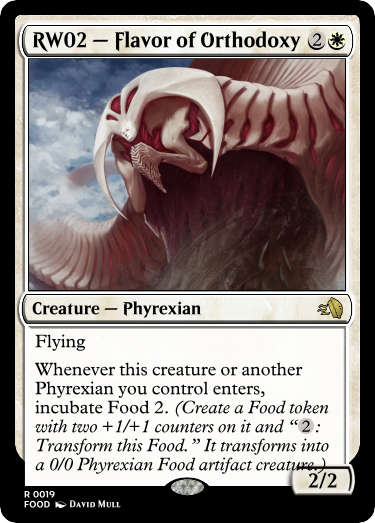 RW02 — Flavor of Orthodoxy 2
Creature — Phyrexian
Flying
Whenever this creature or another
Phyrexian you control enters,
incubate Food 2. (Create a Food token
with two +1/+1 counters on it and “2:
Transform this Food.” It transforms into
a 0/0 Phyrexian Food artifact creature.)
2/2
R 0019
FOOD David Mull